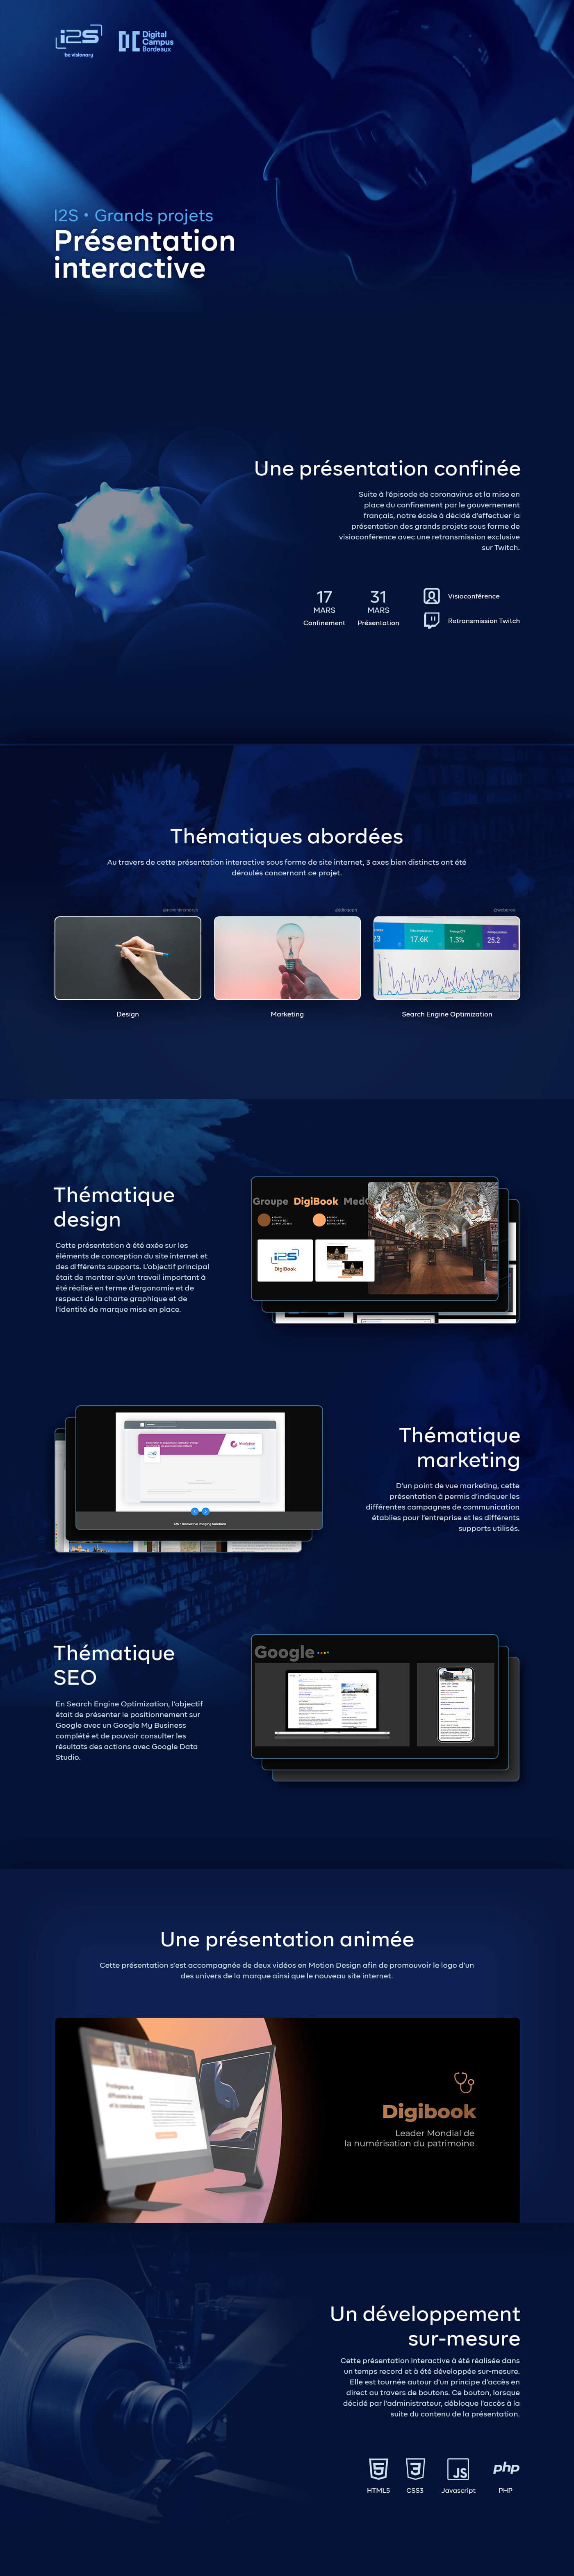 i2S
be visionary
DC
Digital
Campus
Bordeaux
I2S • Grands projets
Présentation
interactive
Une présentation confinée
Suite à l'épisode de coronavirus et la mise en
place du confinement par le gouvernement
français, notre école à décidé d'effectuer la
présentation des grands projets sous forme de
visioconférence avec une retransmission exclusive
sur Twitch.
17
MARS
Confinement
31
MARS
Présentation
Visioconférence
Retransmission Twitch
Thématiques abordées
Au travers de cette présentation interactive sous forme de site internet, 3 axes bien distincts ont été
déroulés concernant ce projet.
17.6K
1.3%
25.2
Design
Marketing
Search Engine Optimization
Thématique
design
Cette présentation à été axée sur les
éléments de conception du site internet et
des différents supports. L'objectif principal
était de montrer qu'un travail important à
été réalisé en terme d'ergonomie et de
respect de la charte graphique et de
l'identité de marque mise en place.
Groupe DigiBook
i2S
DigiBook
Thématique
marketing
D'un point de vue marketing, cette
présentation à permis d'indiquer les
différentes campagnes de communication
établies pour l'entreprise et les différents
supports utilisés.
I2S - Innovative Imaging Solutions
Thématique
SEO
En Search Engine Optimization, l'objectif
était de présenter le positionnement sur
Google avec un Google My Business
complété et de pouvoir consulter les
résultats des actions avec Google Data
Studio.
Google
Une présentation animée
Cette présentation s'est accompagnée de deux vidéos en Motion Design afin de promouvoir le logo d'un
des univers de la marque ainsi que le nouveau site internet.
Digibook
Leader Mondial de
la numérisation du patrimoine
Un développement
sur-mesure
Cette présentation interactive à été réalisée dans
un temps record et à été développée sur-mesure.
Elle est tournée autour d'un principe d'accès en
direct au travers de boutons. Ce bouton, lorsque
décidé par l'administrateur, débloque l'accès à la
suite du contenu de la présentation.
5
3
JS
php
HTML5
CSS3
Javascript
PHP